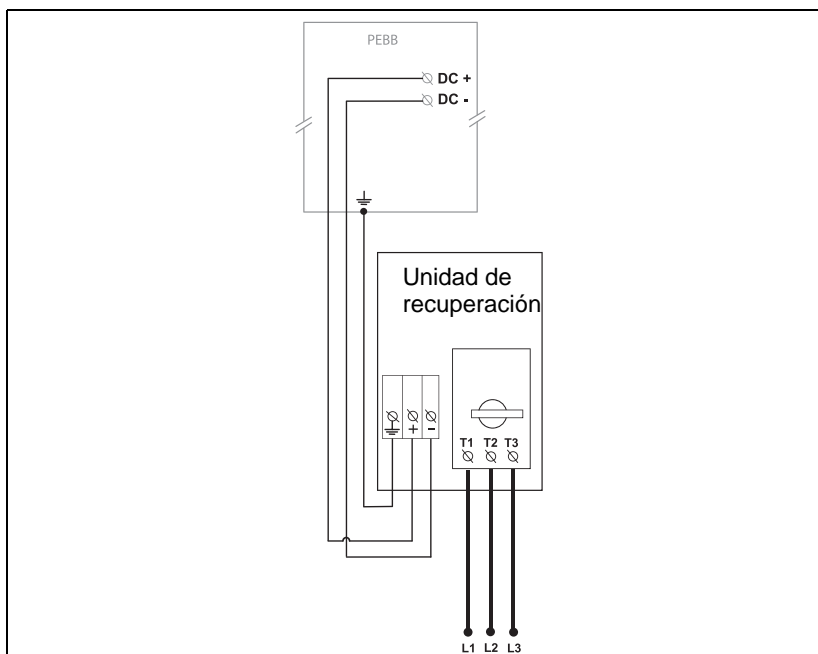 PEBB
DC +
DC -
Unidad de
recuperación
+ -
T1 T2 T3
L1 L2 L3